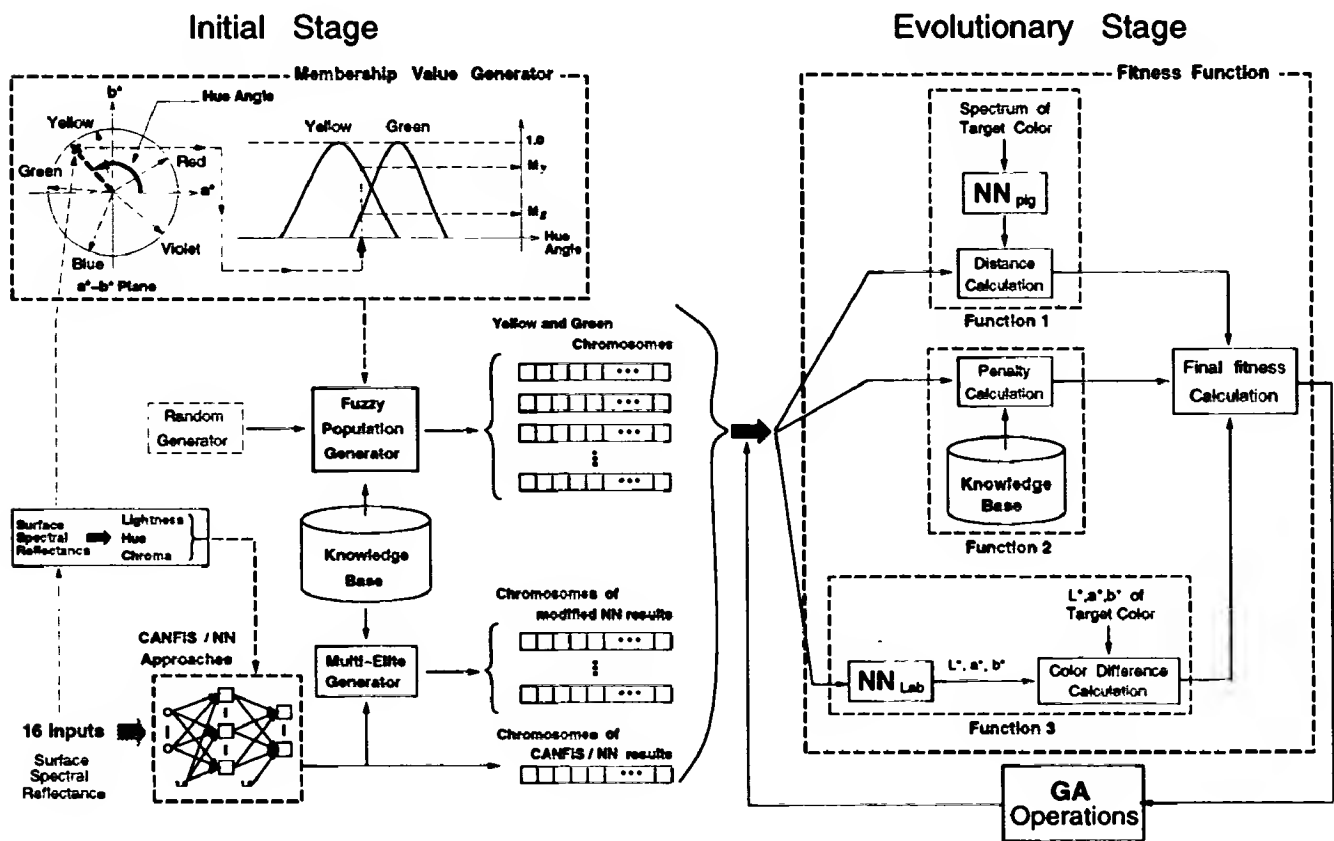 Initial Stage
Evolutionary Stage
Membership Value Generator
b*
Hue Angle
Yellow
Red
Green
a*
Violet
Blue
a*-b* Plane
Yellow
Green
1.0
My
Mg
Hue
Angle
Random
Generator
Fuzzy
Population
Generator
Yellow and Green
Chromosomes
Surface
Spectral
Reflectance
Lightness
Hue
Chroma
Knowledge
Base
CANFIS / NN
Approaches
Multi-Elite
Generator
Chromosomes of
modified NN results
16 Inputs
Surface
Spectral
Reflectance
Chromosomes of
CANFIS / NN results
Fitness Function
Spectrum of
Target Color
NN pig
Distance
Calculation
Function 1
Penalty
Calculation
Knowledge
Base
Function 2
Final fitness
Calculation
L*,a*,b* of
Target Color
NN Lab
L*, a*, b*
Color Difference
Calculation
Function 3
GA
Operations